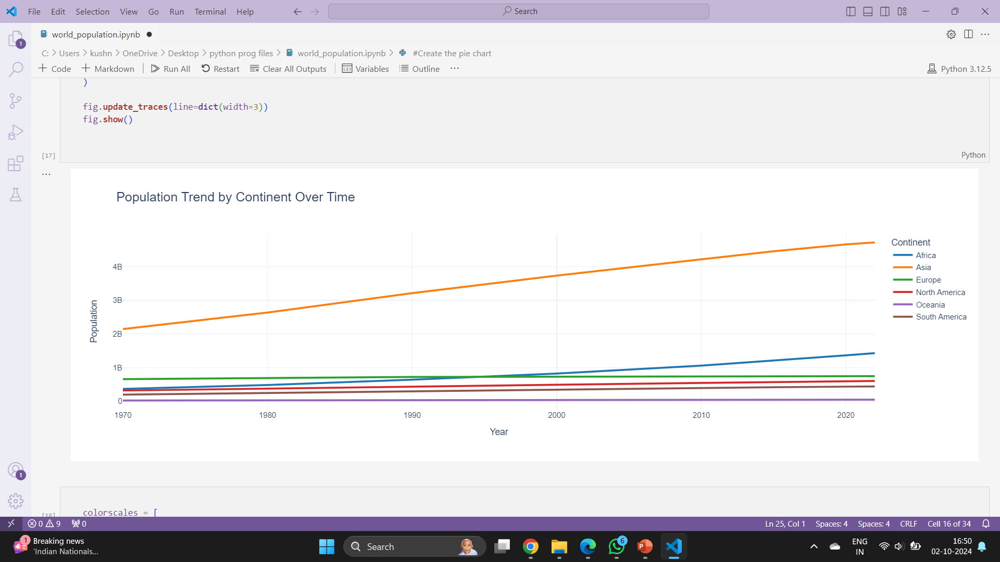 File Edit Selection View Go Run Terminal Help
Search
world_population.ipynb
1
C: > Users > kushn > OneDrive > Desktop > python prog files > world_population.ipynb > #Create the pie chart
+ Code + Markdown Run All Restart Clear All Outputs Variables Outline ...
Python 3.12.5
)
fig.update_traces(line=dict(width=3))
fig.show()
[17]
Python
...
Population Trend by Continent Over Time
Population
4B
3B
2B
1B
0
1970 1980 1990 2000 2010 2020
Year
Continent
Africa
Asia
Europe
North America
Oceania
South America
1
[18]
colorscales = [
0 9 0
Ln 25, Col 1 Spaces: 4 Spaces: 4 CRLF Cell 16 of 34
1
Breaking news
'Indian Nationals...
Search
6
ENG
IN
16:50
02-10-2024